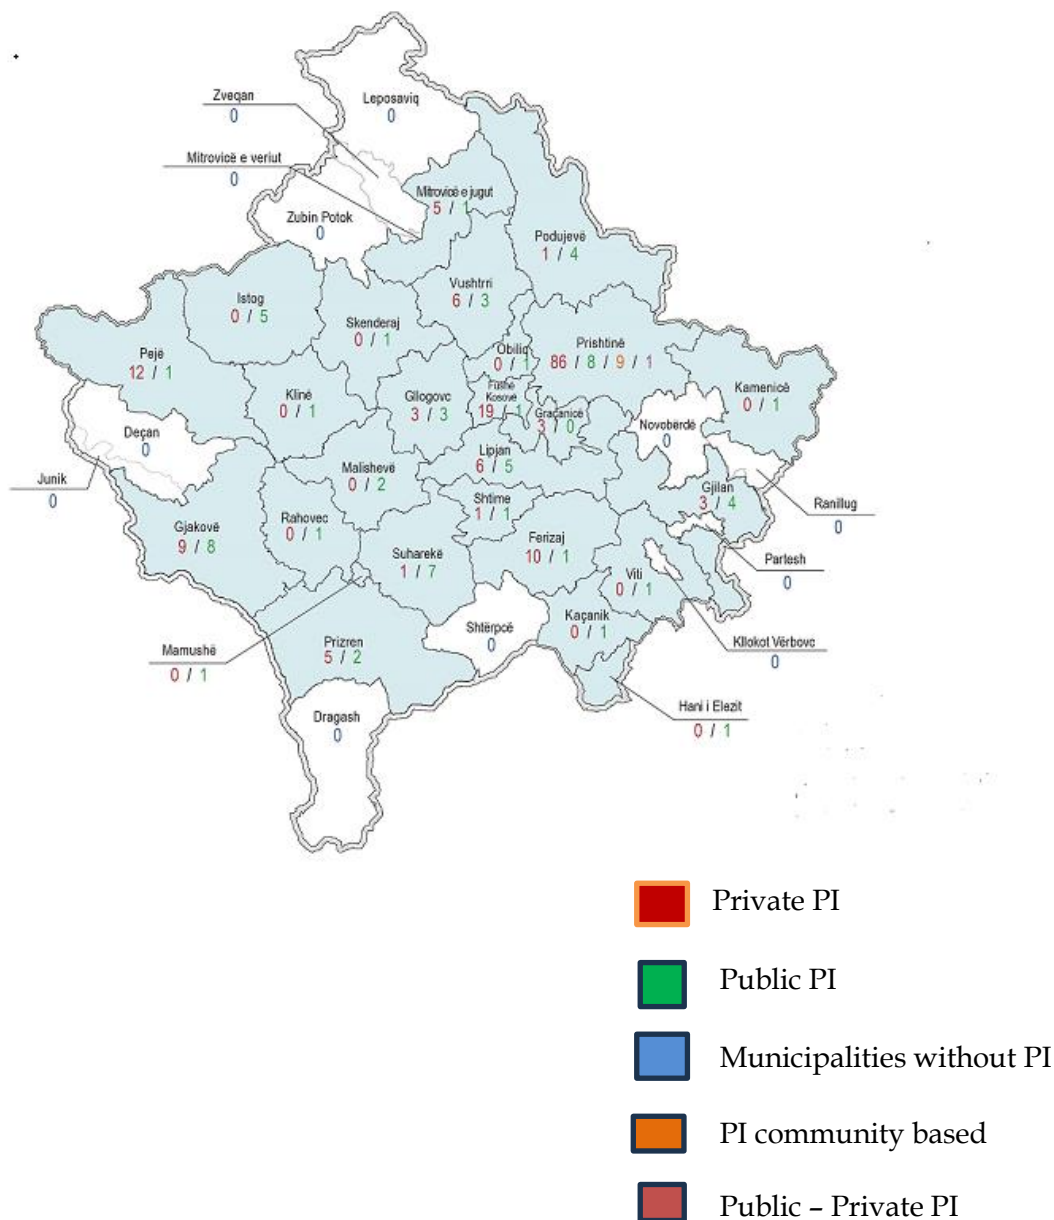 Leposaviq
0
Zveqan
0
Mitrovicë e veriut
0
Mitrovicë e jugut
5 / 1
Zubin Potok
0
Podujevë
1 / 4
Vushtrri
6 / 3
Istog
0 / 5
Skenderaj
0 / 1
Obiliq
0 / 1
Prishtinë
86 / 8 / 9 / 1
Pejë
12 / 1
Klinë
0 / 1
Gllogovc
3 / 3
Fushë
Kosovë
19 / 1
Graçanicë
3 / 0
Kamenicë
0 / 1
Novobërdë
0
Deçan
0
Lipjan
6 / 5
Malishevë
0 / 2
Junik
0
Gjilan
3 / 4
Ranillug
0
Shtime
1 / 1
Rahovec
0 / 1
Gjakovë
9 / 8
Ferizaj
10 / 1
Suharekë
1 / 7
Partesh
0
Viti
0 / 1
Kaçanik
0 / 1
Shtërpcë
0
Prizren
5 / 2
Mamushë
0 / 1
Kllokot Vërbovc
0
Hani i Elezit
0 / 1
Dragash
0
Private PI
Public PI
Municipalities without PI
PI community based
Public – Private PI